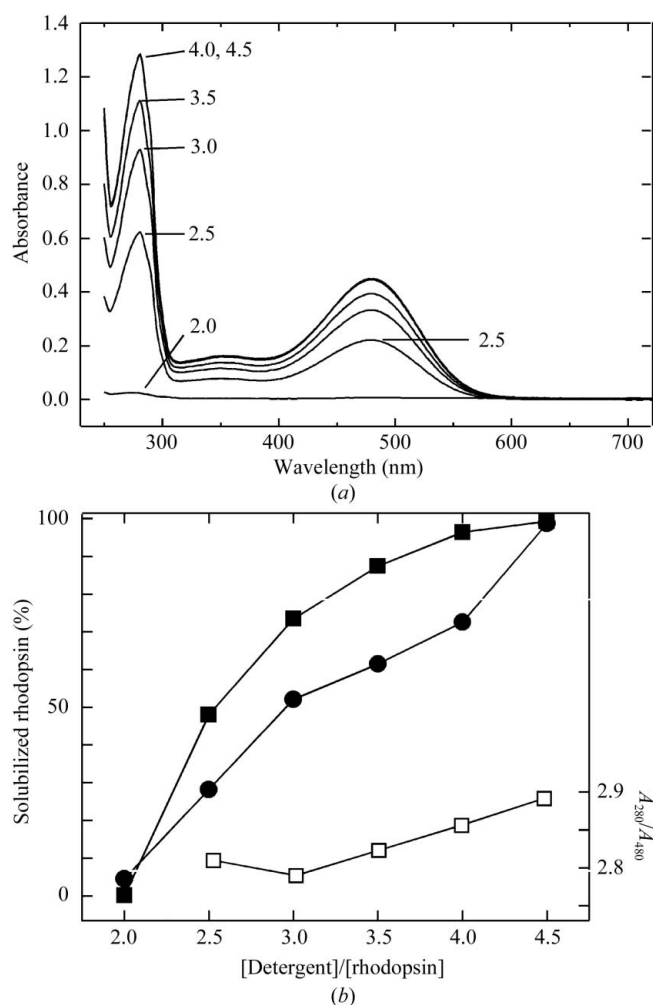 1.4
1.2
1.0
0.8
0.6
0.4
0.2
0.0
Absorbance
4.0, 4.5
3.5
3.0
2.5
2.0
2.5
300 400 500 600 700
Wavelength (nm)
(a)
100
50
0
Solubilized rhodopsin (%)
2.9
2.8
A280/A480
2.0 2.5 3.0 3.5 4.0 4.5
[Detergent]/[rhodopsin]
(b)